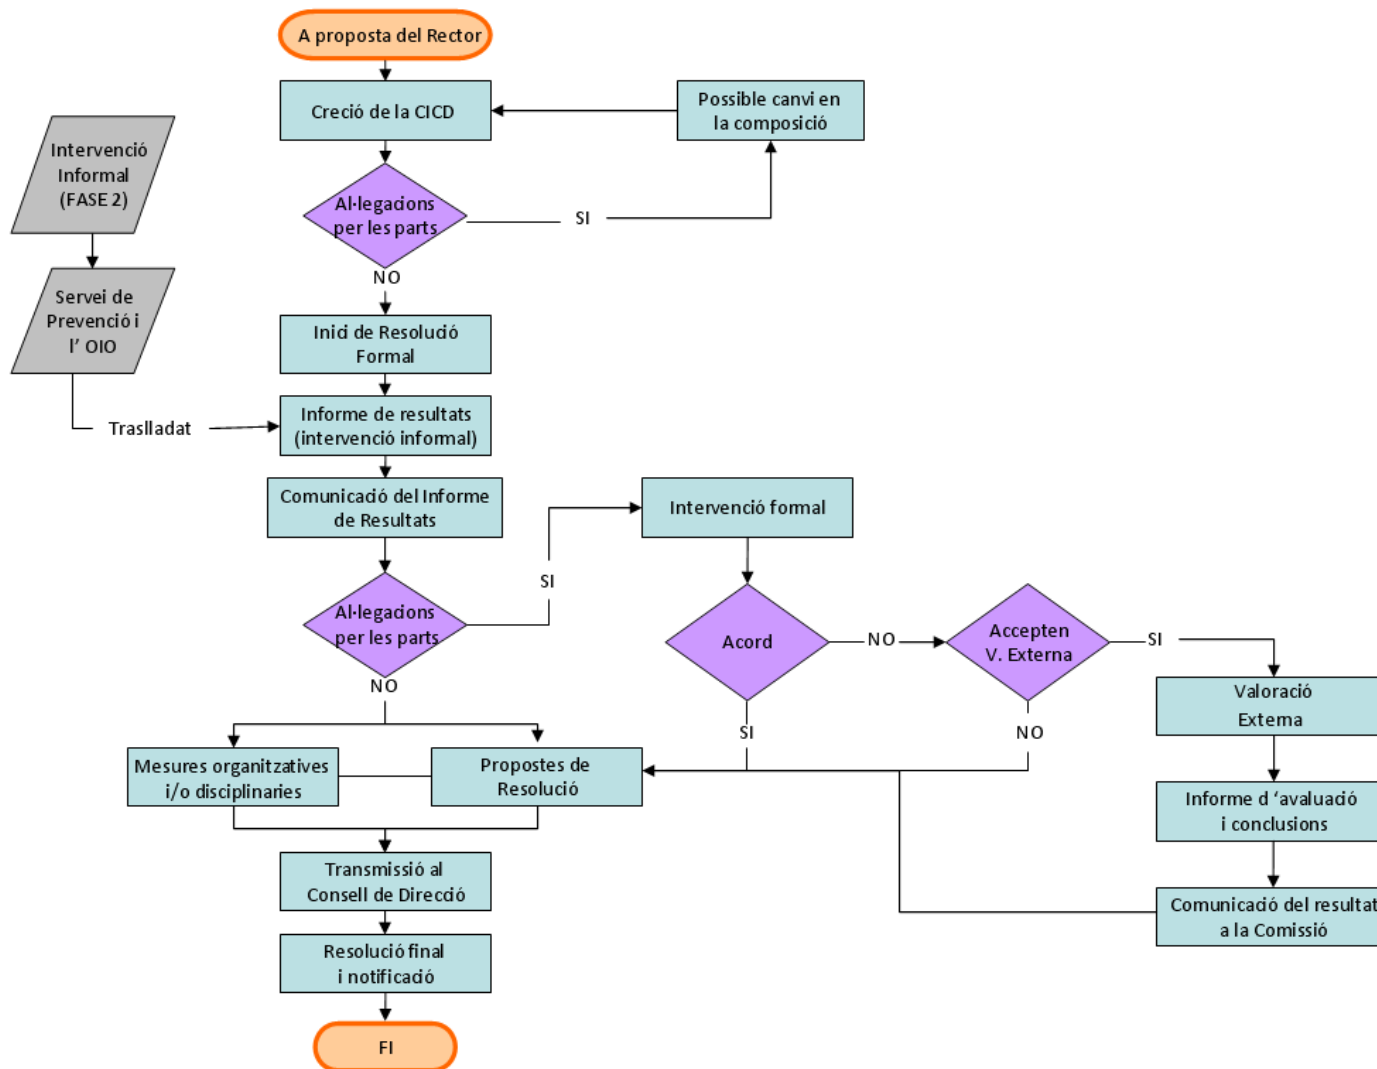 A proposta del Rector
Creció de la CICD
Possible canvi en
la composició
Intervenció
Informal
(FASE 2)
Al·legacions
per les parts
SI
NO
Servei de
Prevenció i
l' OIO
Inici de Resolució
Formal
Traslladat
Informe de resultats
(intervenció informal)
Comunicació del Informe
de Resultats
Intervenció formal
SI
Al·legacions
per les parts
NO
Acord
NO
Accepten
V. Externa
SI
Valoració
Externa
SI
NO
Mesures organitzatives
i/o disciplinaries
Propostes de
Resolució
Informe d ‘avaluació
i conclusions
Transmissió al
Consell de Direcció
Comunicació del resultat
a la Comissió
Resolució final
i notificació
FI